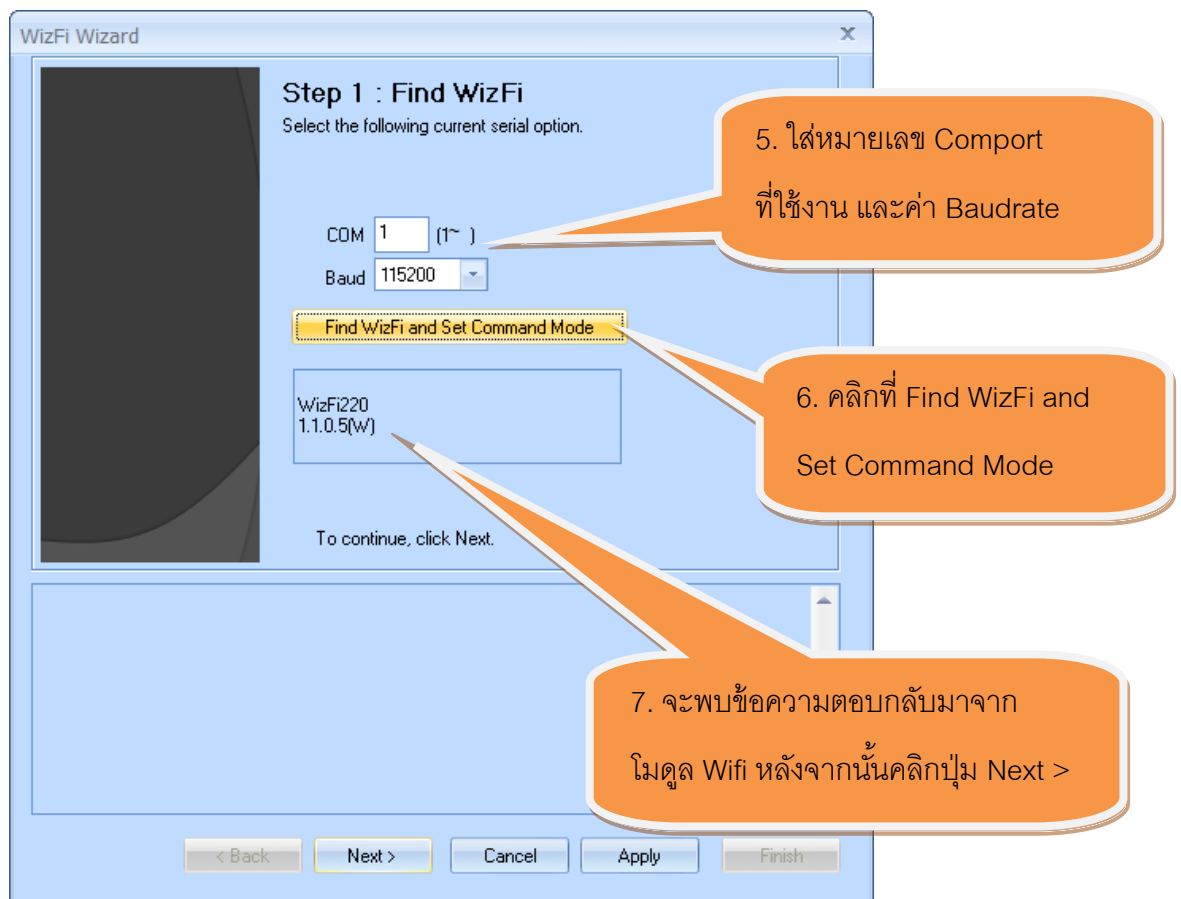 WizFi Wizard
x
Step 1 : Find WizFi
Select the following current serial option.
5. ใส่หมายเลข Comport
ที่ใช้งาน และค่า Baudrate
COM 1 (1~ )
Baud 115200
Find WizFi and Set Command Mode
6. คลิกที่ Find WizFi and
Set Command Mode
WizFi220
1.1.0.5(W)
To continue, click Next.
7. จะพบข้อความตอบกลับมาจาก
โมดูล Wifi หลังจากนั้นคลิกปุ่ม Next >
< Back Next > Cancel Apply Finish